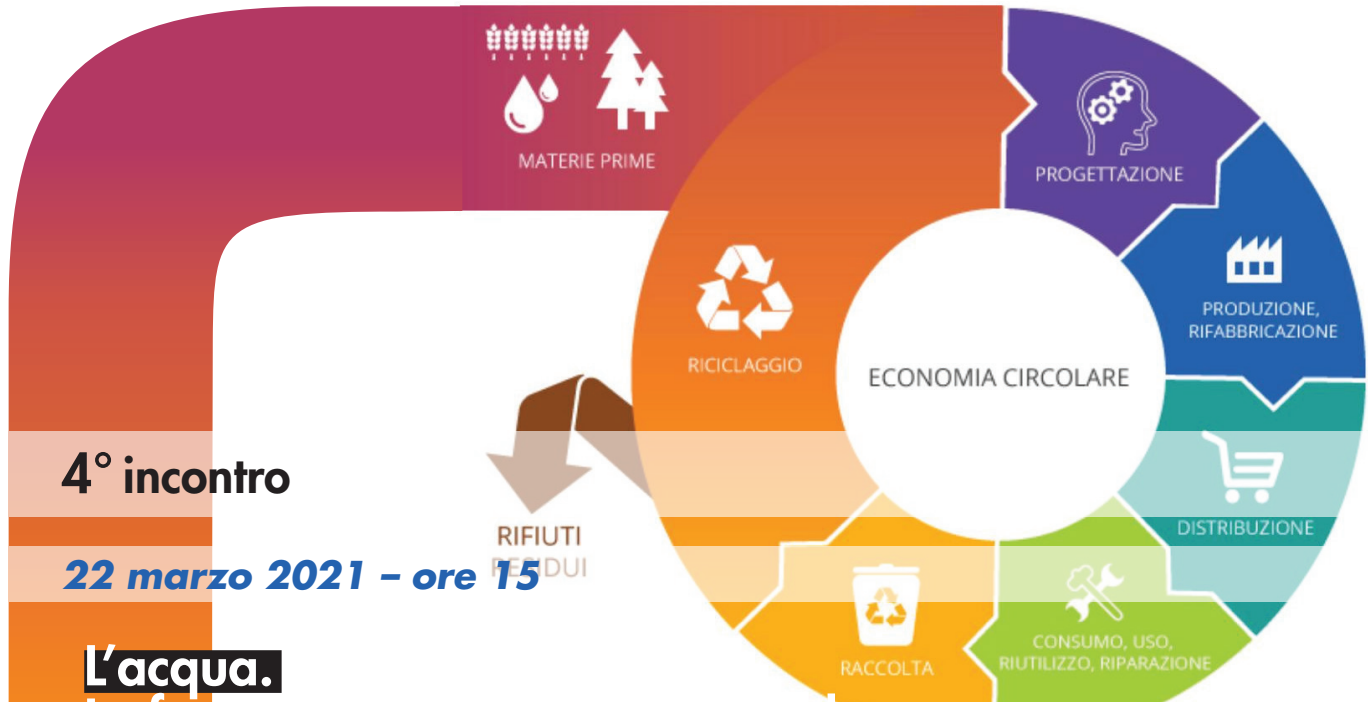 MATERIE PRIME
PROGETTAZIONE
PRODUZIONE,
RIFABBRICAZIONE
RICICLAGGIO
ECONOMIA CIRCOLARE
4° incontro
DISTRIBUZIONE
RIFIUTI
RESIDUI
22 marzo 2021 – ore 15
CONSUMO, USO,
RIUTILIZZO, RIPARAZIONE
RACCOLTA
L'acqua.